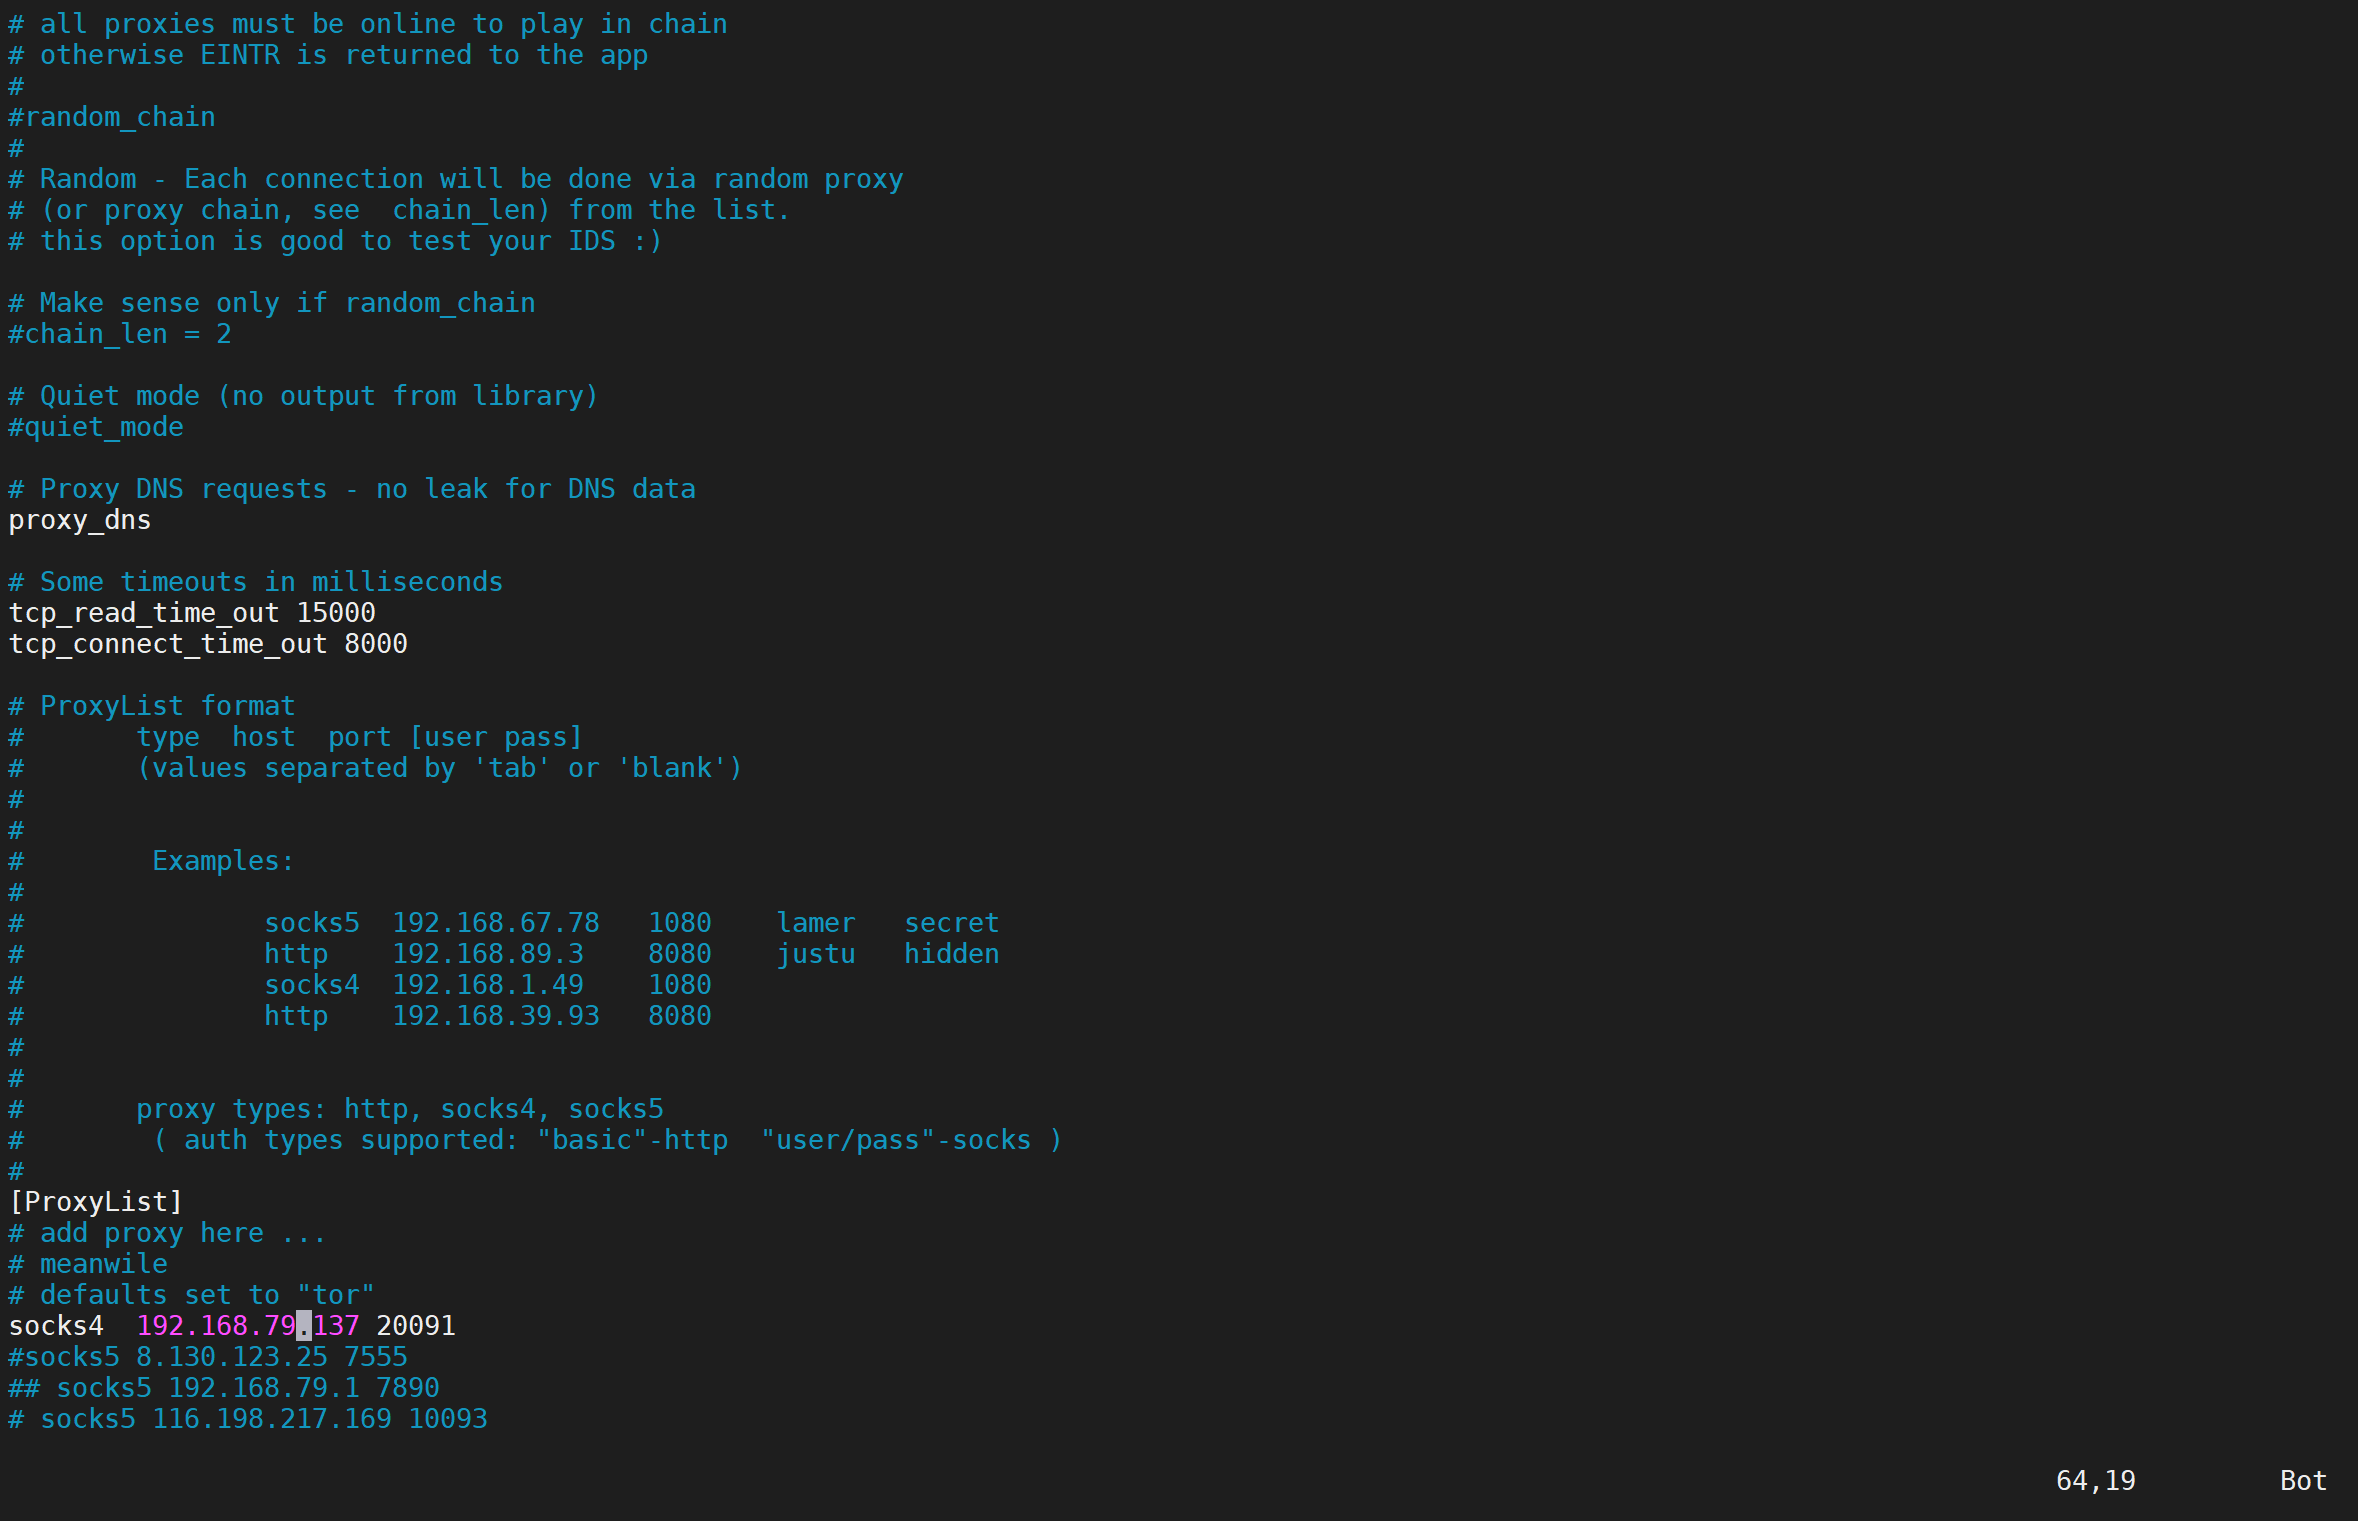 # all proxies must be online to play in chain
# otherwise EINTR is returned to the app
#
#random_chain
#
# Random - Each connection will be done via random proxy
# (or proxy chain, see  chain_len) from the list.
# this option is good to test your IDS :)

# Make sense only if random_chain
#chain_len = 2

# Quiet mode (no output from library)
#quiet_mode

# Proxy DNS requests - no leak for DNS data
proxy_dns

# Some timeouts in milliseconds
tcp_read_time_out 15000
tcp_connect_time_out 8000

# ProxyList format
#       type  host  port [user pass]
#       (values separated by 'tab' or 'blank')
#
#
#        Examples:
#
#               socks5  192.168.67.78   1080    lamer   secret
#               http    192.168.89.3    8080    justu   hidden
#               socks4  192.168.1.49    1080
#               http    192.168.39.93   8080
#
#
#       proxy types: http, socks4, socks5
#        ( auth types supported: "basic"-http  "user/pass"-socks )
#
[ProxyList]
# add proxy here ...
# meanwile
# defaults set to "tor"
socks4  192.168.79.137 20091
#socks5 8.130.123.25 7555
## socks5 192.168.79.1 7890
# socks5 116.198.217.169 10093
64,19         Bot